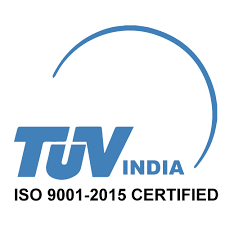 TÜV INDIA
ISO 9001-2015 CERTIFIED